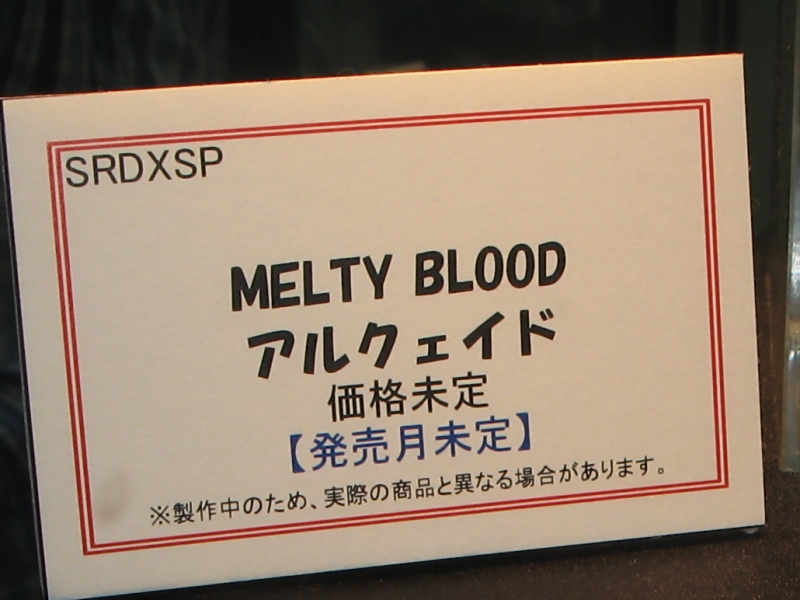 SRDXSP
MELTY BLOOD
アルクェイド
価格未定
【発売月未定】
※製作中のため、実際の商品と異なる場合があります。